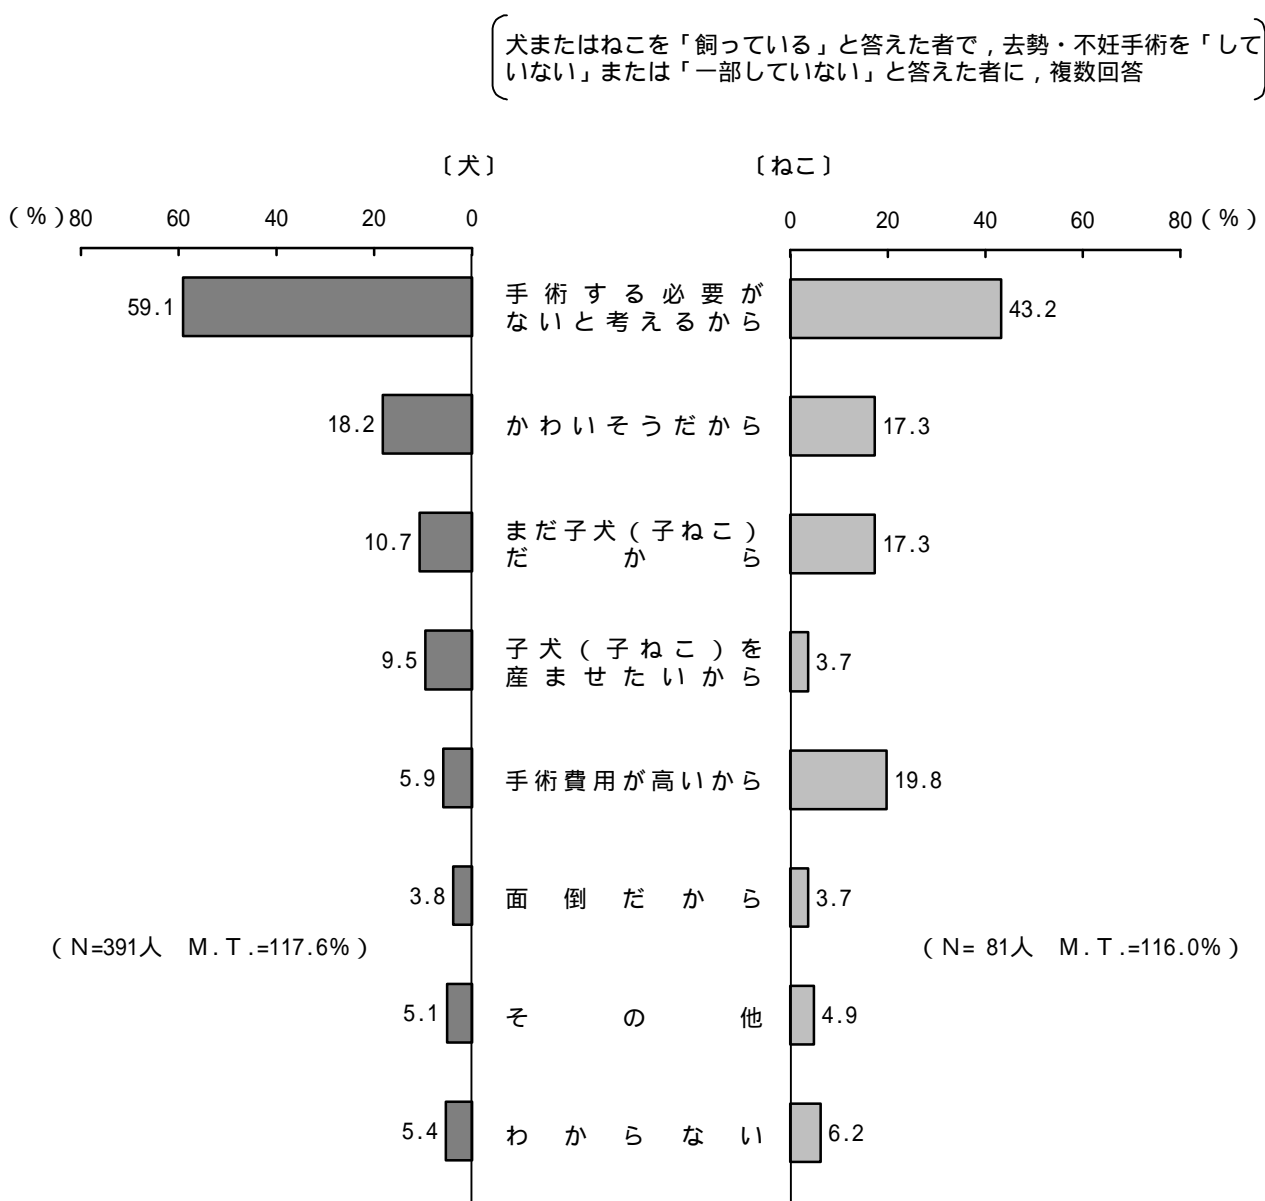 犬またはねこを「飼っている」と答えた者で，去勢・不妊手術を「して
いない」または「一部していない」と答えた者に，複数回答
〔犬〕 〔ねこ〕
（％）80 60 40 20 0 0 20 40 60 80（％）
59.1 手術する必要が 43.2
ないと考えるから
18.2 かわいそうだから 17.3
10.7 まだ子犬（子ねこ） 17.3
だから
9.5 子犬（子ねこ）を 3.7
産ませたいから
5.9 手術費用が高いから 19.8
3.8 面倒だから 3.7
（Ｎ=391人　Ｍ．Ｔ．=117.6%） （Ｎ= 81人　Ｍ．Ｔ．=116.0%）
5.1 その他 4.9
5.4 わからない 6.2